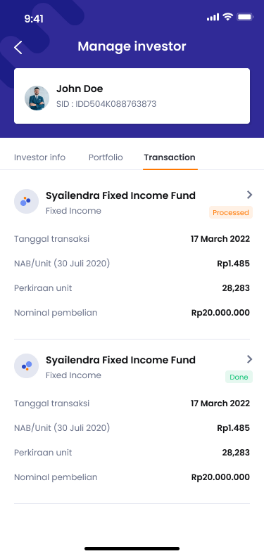 9:41
Manage investor
John Doe
SID : IDD504K088763873
Investor info Portfolio Transaction
Syailendra Fixed Income Fund
Fixed Income Processed
Tanggal transaksi 17 March 2022
NAB/Unit (30 Juli 2020) Rp1.485
Perkiraan unit 28,283
Nominal pembelian Rp20.000.000
Syailendra Fixed Income Fund
Fixed Income Done
Tanggal transaksi 17 March 2022
NAB/Unit (30 Juli 2020) Rp1.485
Perkiraan unit 28,283
Nominal pembelian Rp20.000.000